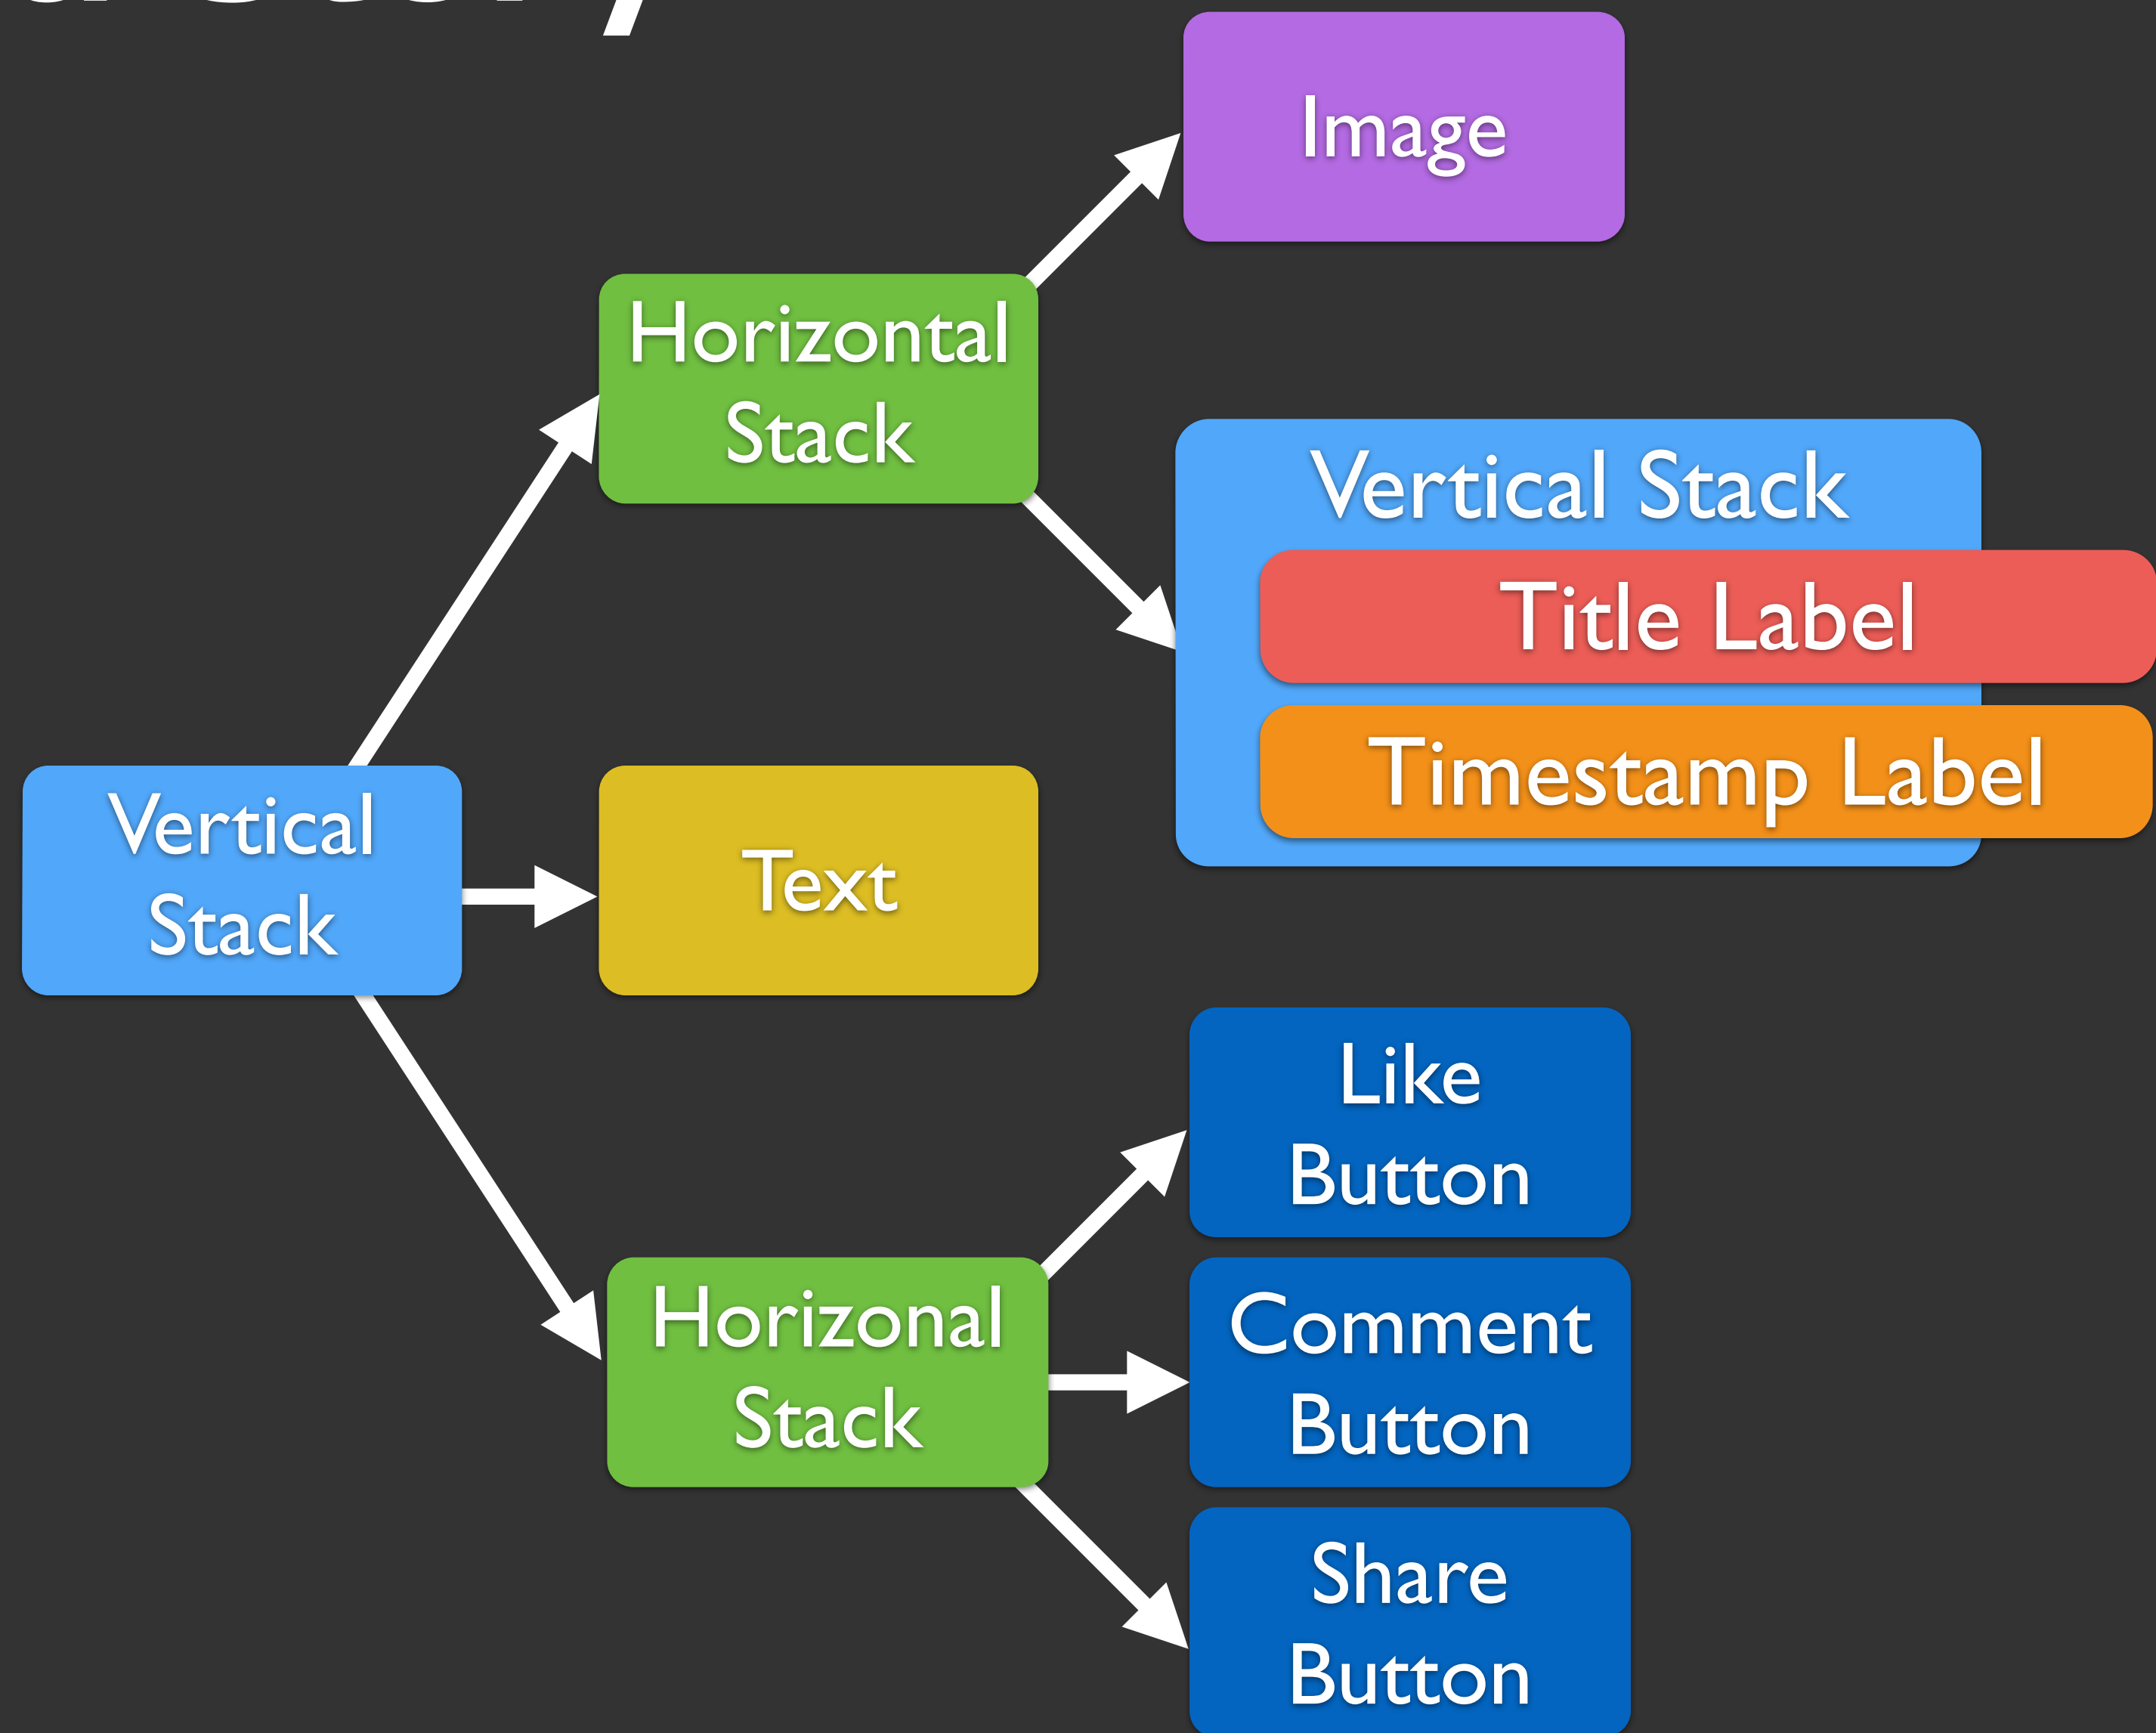 Image
Horizontal
Stack
Vertical Stack
Title Label
Timestamp Label
Vertical
Stack
Text
Like
Button
Horizonal
Stack
Comment
Button
Share
Button